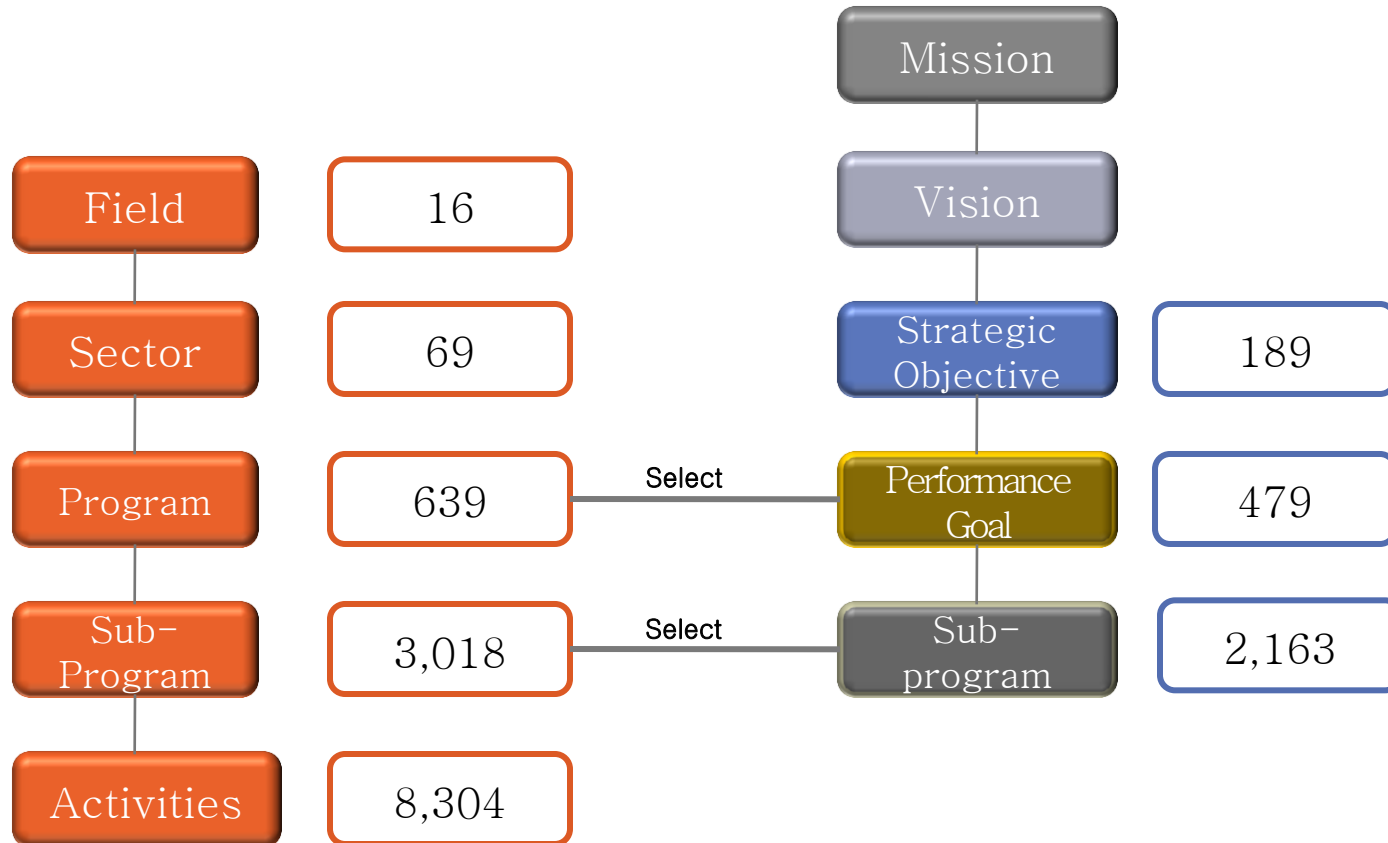 Mission
Field
16
Vision
Sector
69
Strategic
Objective
189
Program
639
Select
Performance
Goal
479
Sub-
Program
3,018
Select
Sub-
program
2,163
Activities
8,304